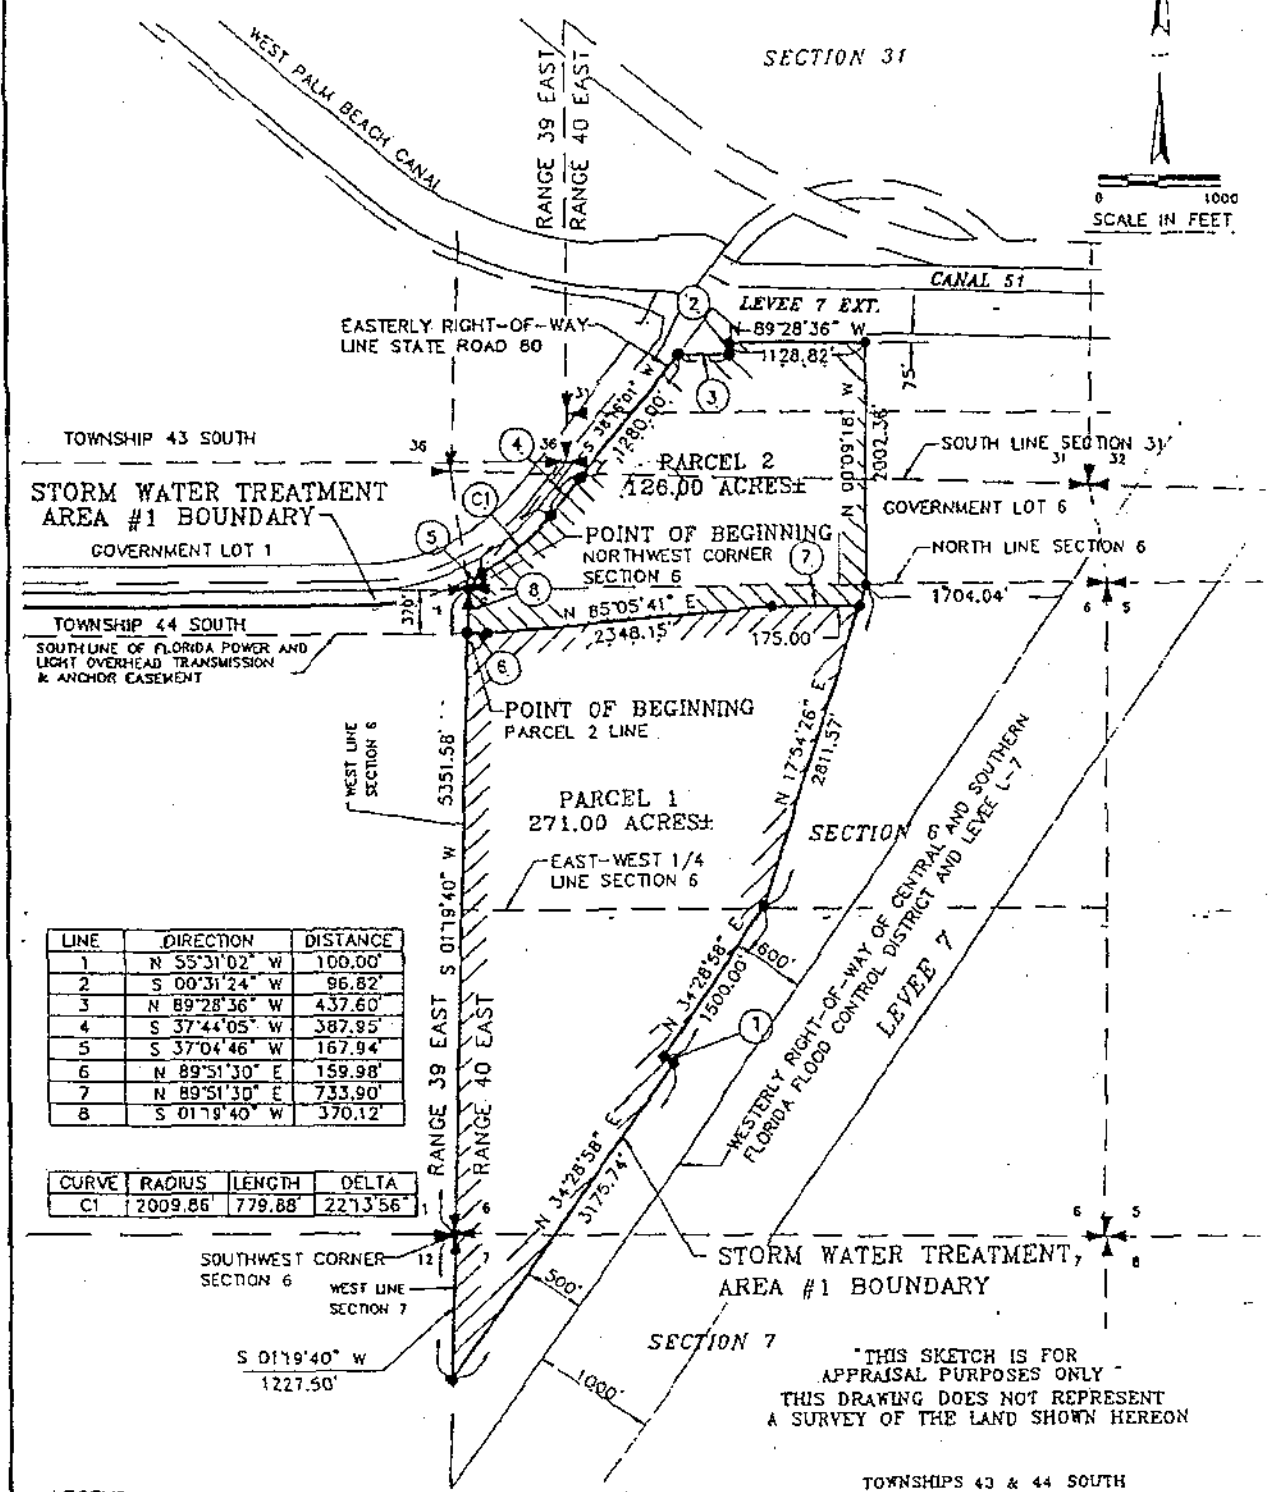 SECTION 31
WEST PALM BEACH CANAL
RANGE 39 EAST
RANGE 40 EAST
0 1000
SCALE IN FEET
CANAL 51
2
LEVEE 7 EXT.
N 89°28'36" W
1128.82'
EASTERLY RIGHT-OF-WAY
LINE STATE ROAD 80
75'
3
S 38°16'01" W
1280.00'
31
TOWNSHIP 43 SOUTH
36
36
4
N 00°09'18" W
2002.36'
SOUTH LINE SECTION 31
31 32
PARCEL 2
126.00 ACRES±
STORM WATER TREATMENT
AREA #1 BOUNDARY
C1
GOVERNMENT LOT 6
POINT OF BEGINNING
NORTHWEST CORNER
SECTION 6
5
7
GOVERNMENT LOT 1
NORTH LINE SECTION 6
8
1704.04'
6 5
370'
N 85°05'41" E
2348.15'
175.00'
TOWNSHIP 44 SOUTH
SOUTH LINE OF FLORIDA POWER AND
LIGHT OVERHEAD TRANSMISSION
& ANCHOR EASEMENT
6
POINT OF BEGINNING
PARCEL 2 LINE
WEST LINE
SECTION 6
5351.58'
S 01°19'40" W
N 17°54'26" E
2811.57'
PARCEL 1
271.00 ACRES±
SECTION 6
EAST-WEST 1/4
LINE SECTION 6
WESTERLY RIGHT-OF-WAY OF CENTRAL AND SOUTHERN
FLORIDA FLOOD CONTROL DISTRICT AND LEVEE L-7
LEVEE 7
600'
N 34°28'58" E
1500.00'
1
LINE DIRECTION DISTANCE
1 N 55°31'02" W 100.00'
2 S 00°31'24" W 96.82'
3 N 89°28'36" W 437.60'
4 S 37°44'05" W 387.95'
5 S 37°04'46" W 167.94'
6 N 89°51'30" E 159.98'
7 N 89°51'30" E 733.90'
8 S 01°19'40" W 370.12'
RANGE 39 EAST
RANGE 40 EAST
N 34°28'58" E
3175.74'
CURVE RADIUS LENGTH DELTA
C1 2009.86' 779.88' 22°13'56"
1 6
12 7
6 5
7 8
SOUTHWEST CORNER
SECTION 6
WEST LINE
SECTION 7
STORM WATER TREATMENT
AREA #1 BOUNDARY
500'
SECTION 7
S 01°19'40" W
1227.50'
1000'
"THIS SKETCH IS FOR
APPRAISAL PURPOSES ONLY"
THIS DRAWING DOES NOT REPRESENT
A SURVEY OF THE LAND SHOWN HEREON
TOWNSHIPS 43 & 44 SOUTH